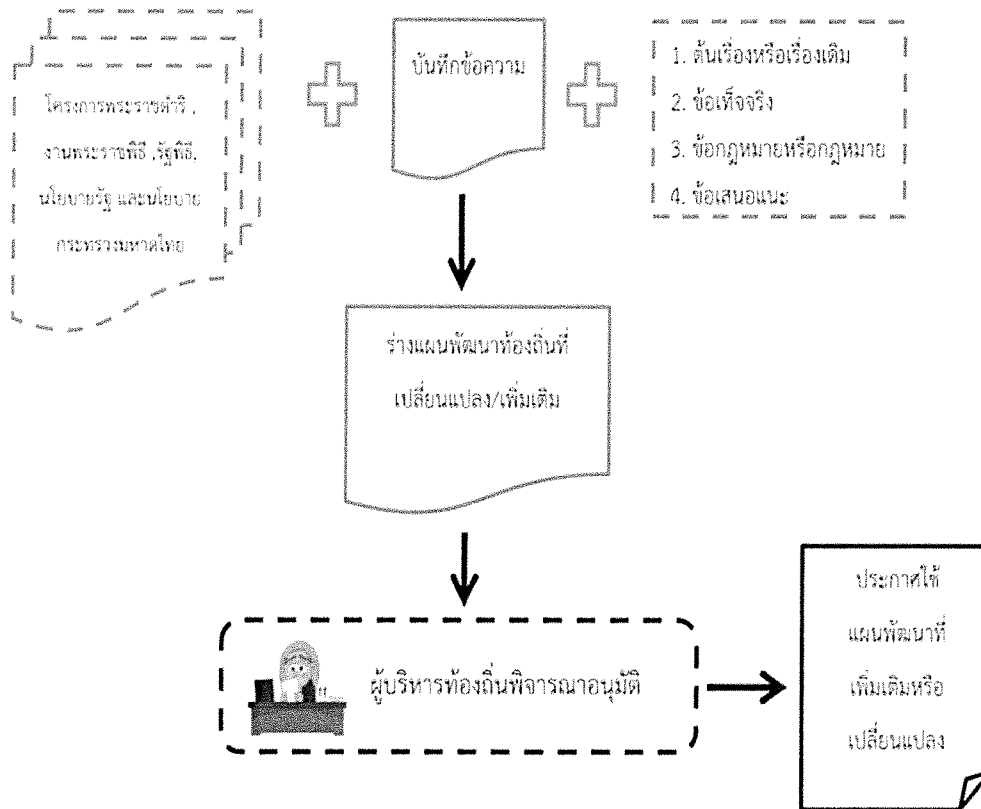 โครงการพระราชดำริ ,
งานพระราชพิธี ,รัฐพิธี,
นโยบายรัฐ และนโยบาย
กระทรวงมหาดไทย
บันทึกข้อความ
1. ต้นเรื่องหรือเรื่องเดิม
2. ข้อเท็จจริง
3. ข้อกฎหมายหรือกฎหมาย
4. ข้อเสนอแนะ
ร่างแผนพัฒนาท้องถิ่นที่
เปลี่ยนแปลง/เพิ่มเติม
ผู้บริหารท้องถิ่นพิจารณาอนุมัติ
ประกาศใช้
แผนพัฒนาที่
เพิ่มเติมหรือ
เปลี่ยนแปลง